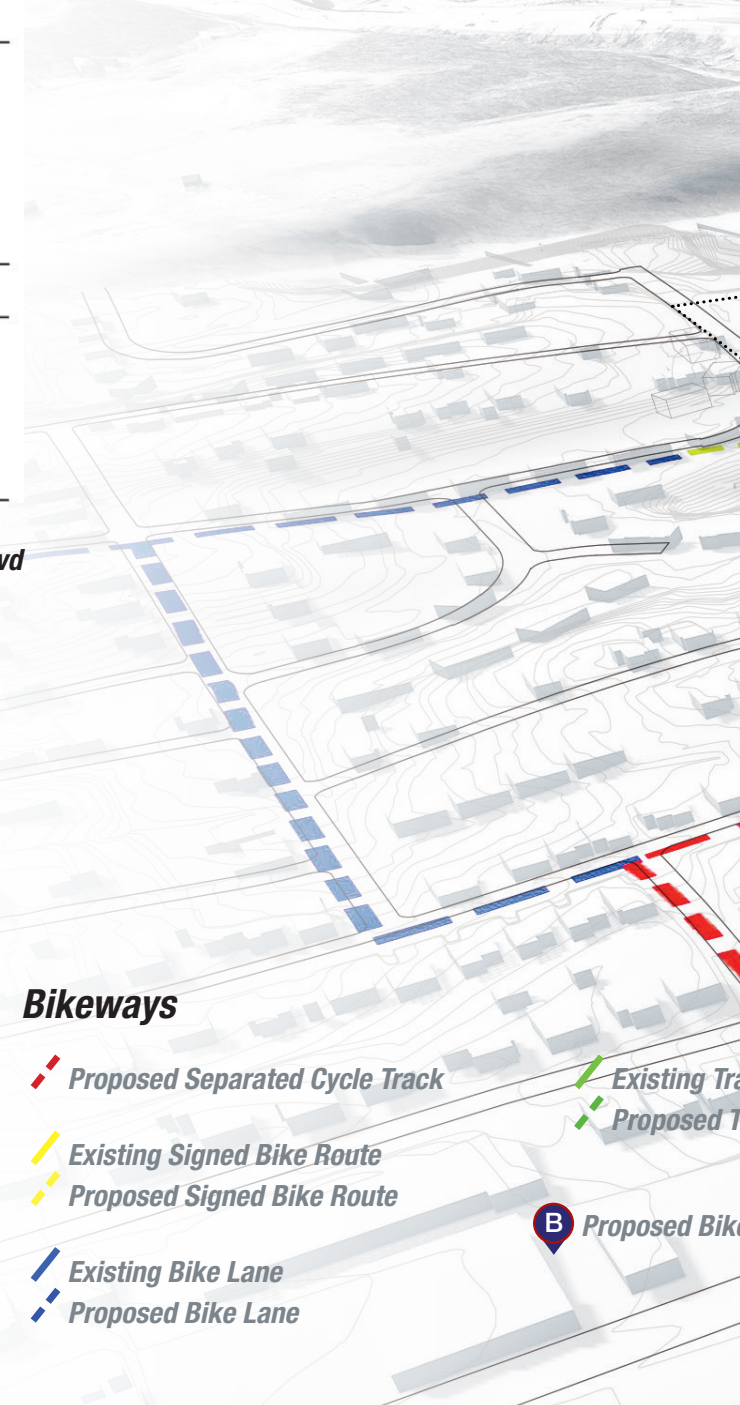 vd
Bikeways
Proposed Separated Cycle Track
Existing Signed Bike Route
Proposed Signed Bike Route
Existing Bike Lane
Proposed Bike Lane
Existing Tra
Proposed T
B Proposed Bike